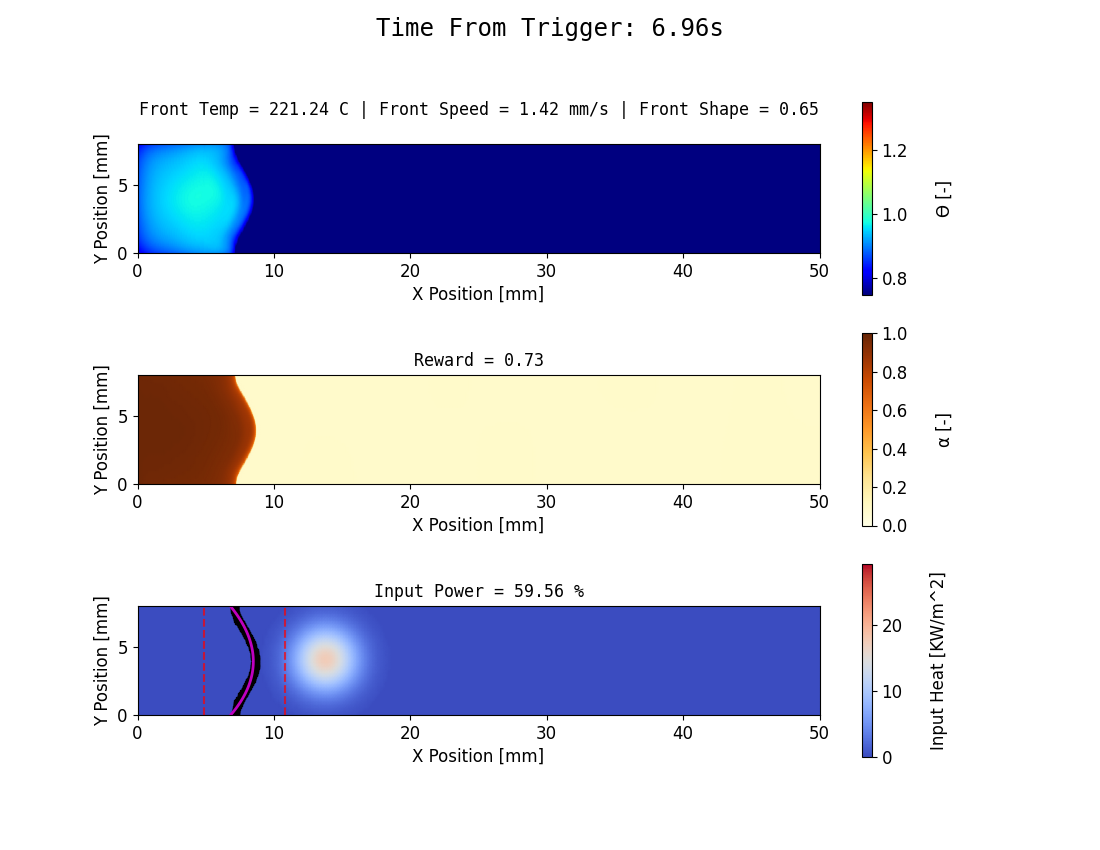 Time From Trigger: 6.96s
Front Temp = 221.24 C | Front Speed = 1.42 mm/s | Front Shape = 0.65
Y Position [mm]
5
0
0 10 20 30 40 50
X Position [mm]
1.2
1.0
0.8
Θ [-]
Reward = 0.73
Y Position [mm]
5
0
0 10 20 30 40 50
X Position [mm]
1.0
0.8
0.6
0.4
0.2
0.0
α [-]
Input Power = 59.56 %
Y Position [mm]
5
0
0 10 20 30 40 50
X Position [mm]
20
10
0
Input Heat [KW/m^2]